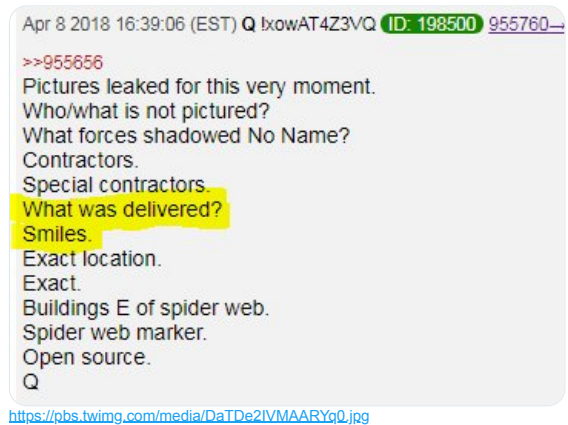 Apr 8 2018 16:39:06 (EST) Q !xowAT4Z3VQ ID: 198500 955760→
>>955656
Pictures leaked for this very moment.
Who/what is not pictured?
What forces shadowed No Name?
Contractors.
Special contractors.
What was delivered?
Smiles.
Exact location.
Exact.
Buildings E of spider web.
Spider web marker.
Open source.
Q
https://pbs.twimg.com/media/DaTDe2IVMAARYq0.jpg